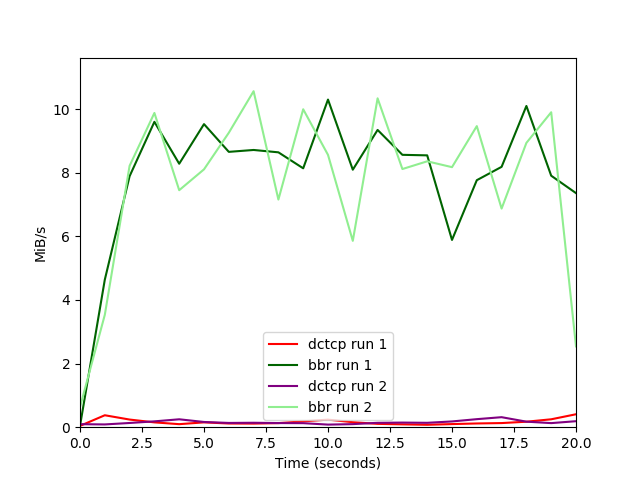 10
8
6
4
2
0
MiB/s
dctcp run 1
bbr run 1
dctcp run 2
bbr run 2
0.0 2.5 5.0 7.5 10.0 12.5 15.0 17.5 20.0
Time (seconds)